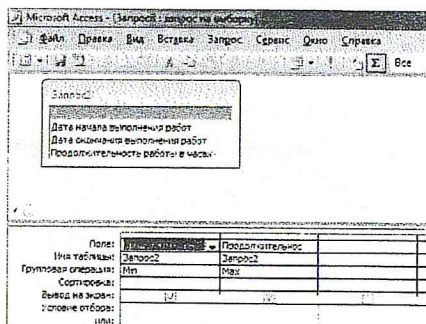 Microsoft Access - [Запрос3 : запрос на выборку]
Файл Правка Вид Вставка Запрос Сервис Окно Справка
Σ Все
Запрос2
Дата начала выполнения работ
Дата окончания выполнения работ
Продолжительность работы в часах
Поле: Продолжительнос
Имя таблицы: Запрос2 Запрос2
Групповая операция: Min Max
Сортировка:
Вывод на экран:
Условие отбора:
или: